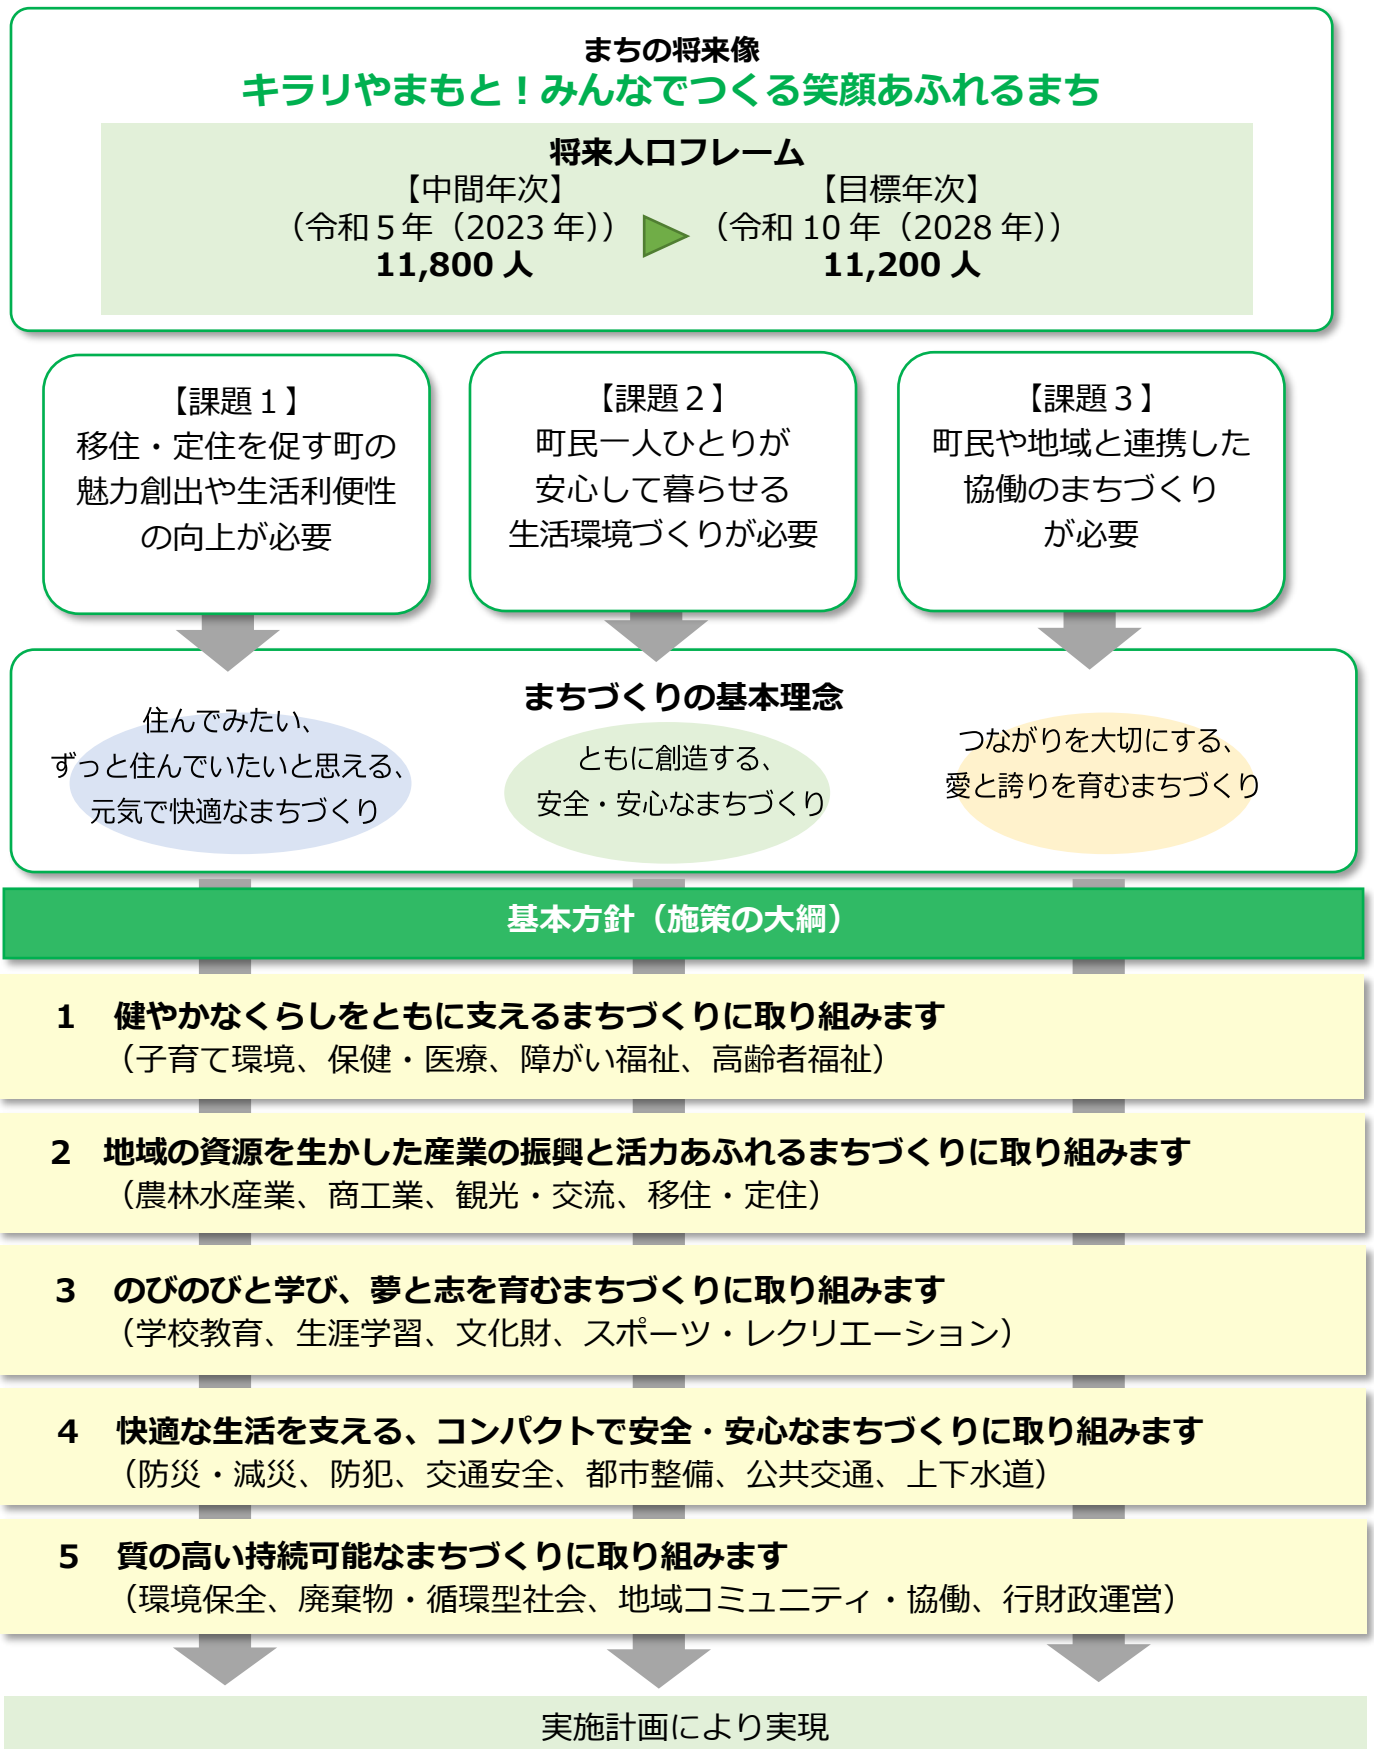 まちの将来像
キラリやまもと！みんなでつくる笑顔あふれるまち
将来人口フレーム
【中間年次】
【目標年次】
（令和５年（2023 年））
（令和 10 年（2028 年））
11,800 人
11,200 人
【課題１】
移住・定住を促す町の
魅力創出や生活利便性
の向上が必要
【課題２】
町民一人ひとりが
安心して暮らせる
生活環境づくりが必要
【課題３】
町民や地域と連携した
協働のまちづくり
が必要
まちづくりの基本理念
住んでみたい、
ずっと住んでいたいと思える、
元気で快適なまちづくり
ともに創造する、
安全・安心なまちづくり
つながりを大切にする、
愛と誇りを育むまちづくり
基本方針（施策の大綱）
１　健やかなくらしをともに支えるまちづくりに取り組みます
（子育て環境、保健・医療、障がい福祉、高齢者福祉）
２　地域の資源を生かした産業の振興と活力あふれるまちづくりに取り組みます
（農林水産業、商工業、観光・交流、移住・定住）
３　のびのびと学び、夢と志を育むまちづくりに取り組みます
（学校教育、生涯学習、文化財、スポーツ・レクリエーション）
４　快適な生活を支える、コンパクトで安全・安心なまちづくりに取り組みます
（防災・減災、防犯、交通安全、都市整備、公共交通、上下水道）
５　質の高い持続可能なまちづくりに取り組みます
（環境保全、廃棄物・循環型社会、地域コミュニティ・協働、行財政運営）
実施計画により実現